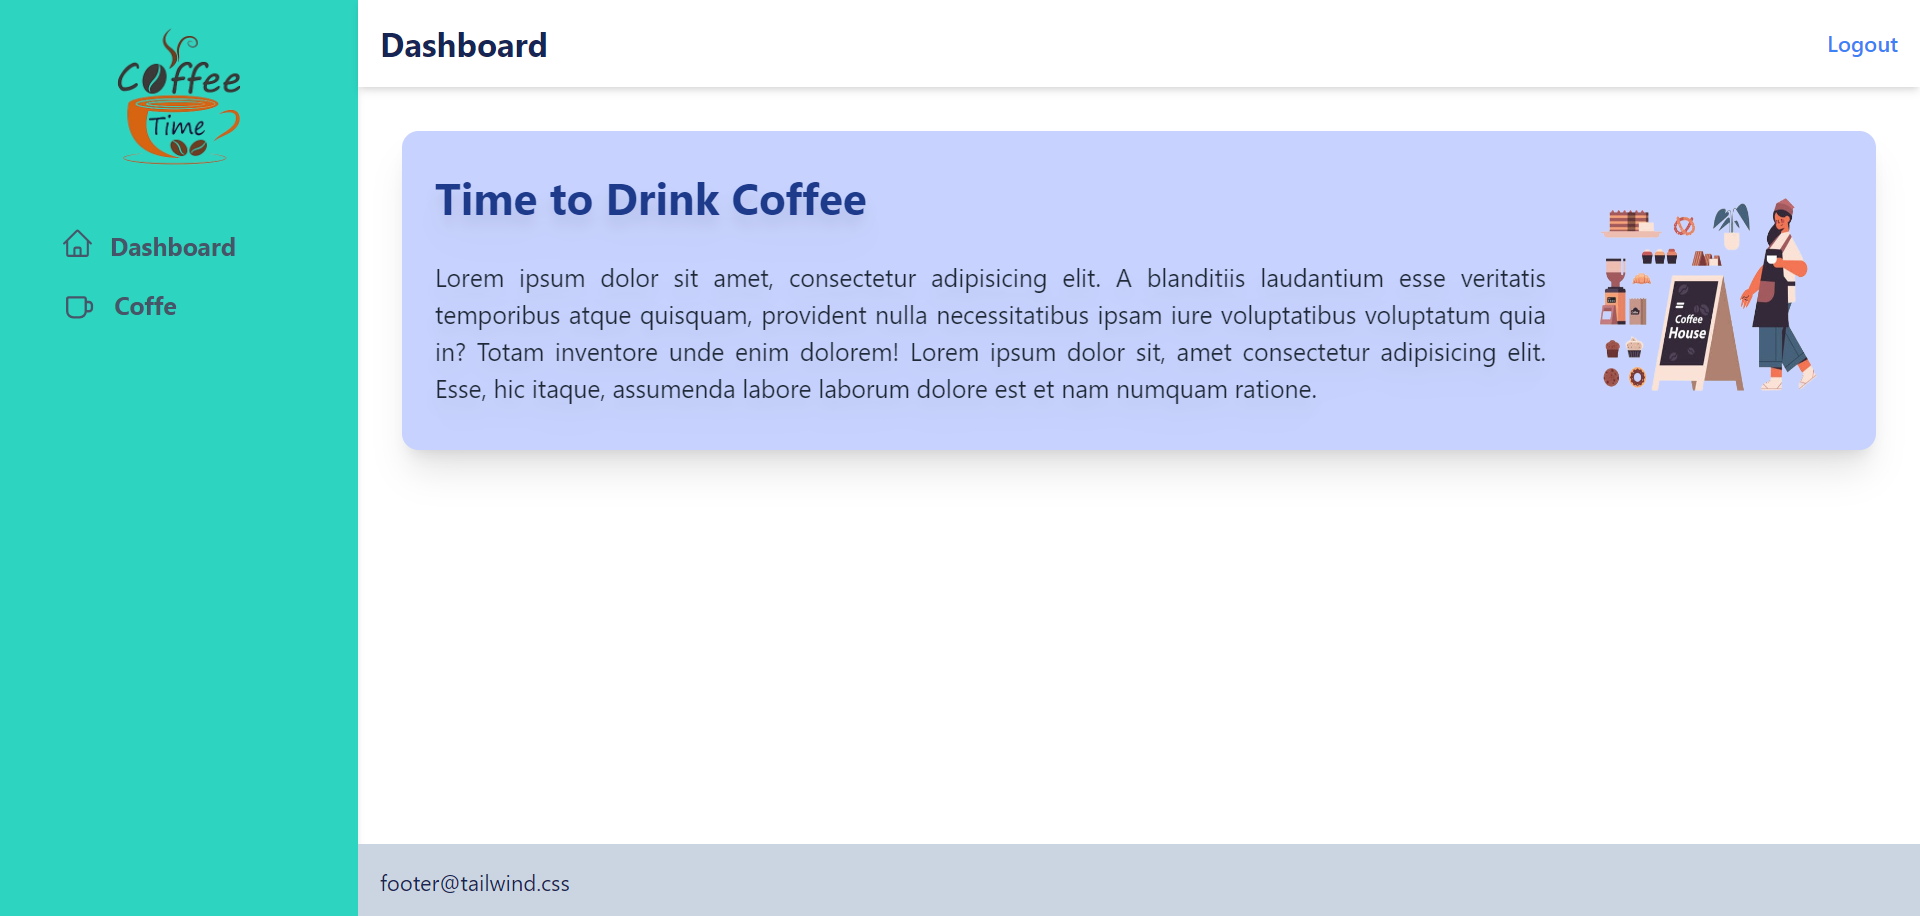 Coffee
Time
Dashboard
Coffe
Dashboard
Logout
Time to Drink Coffee
Lorem ipsum dolor sit amet, consectetur adipisicing elit. A blanditiis laudantium esse veritatis
temporibus atque quisquam, provident nulla necessitatibus ipsam iure voluptatibus voluptatum quia
in? Totam inventore unde enim dolorem! Lorem ipsum dolor sit, amet consectetur adipisicing elit.
Esse, hic itaque, assumenda labore laborum dolore est et nam numquam ratione.
Coffee
House
footer@tailwind.css